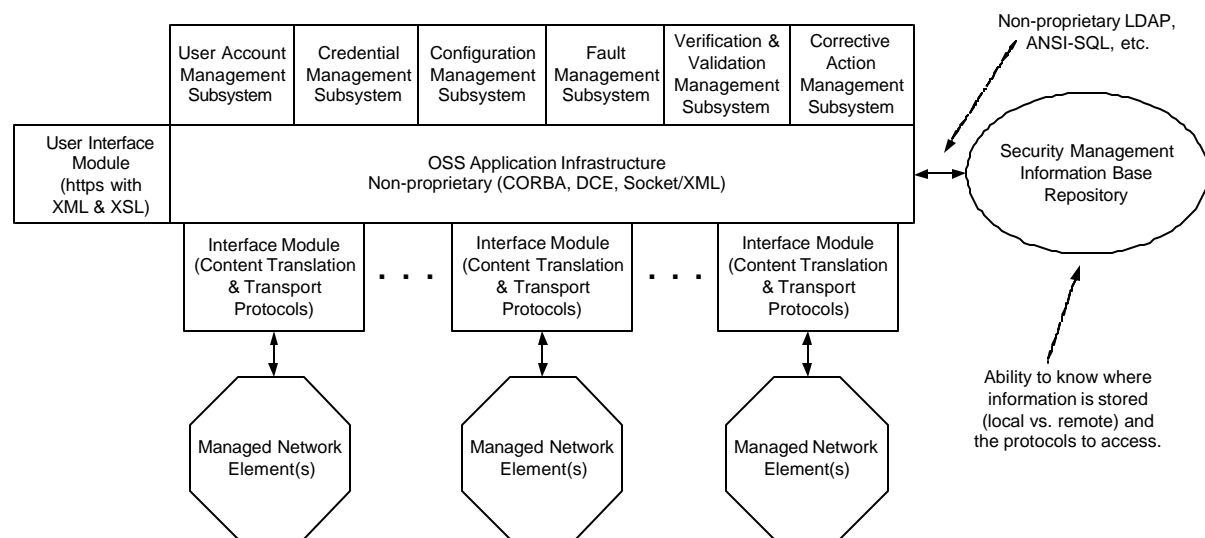 User Account
Management
Subsystem
Credential
Management
Subsystem
Configuration
Management
Subsystem
Fault
Management
Subsystem
Verification &
Validation
Management
Subsystem
Corrective
Action
Management
Subsystem
Non-proprietary LDAP,
ANSI-SQL, etc.
User Interface
Module
(https with
XML & XSL)
OSS Application Infrastructure
Non-proprietary (CORBA, DCE, Socket/XML)
Security Management
Information Base
Repository
Interface Module
(Content Translation
& Transport
Protocols)
. . .
Interface Module
(Content Translation
& Transport
Protocols)
. . .
Interface Module
(Content Translation
& Transport
Protocols)
Ability to know where
information is stored
(local vs. remote) and
the protocols to access.
Managed Network
Element(s)
Managed Network
Element(s)
Managed Network
Element(s)